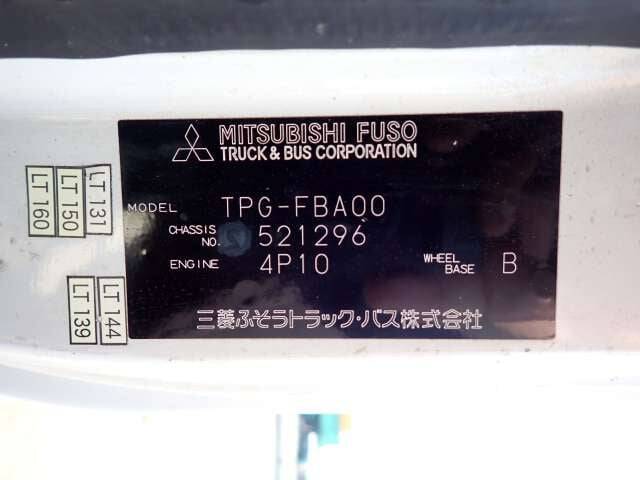 MITSUBISHI FUSO
TRUCK & BUS CORPORATION
MODEL TPG-FBA00
CHASSIS NO. 521296
ENGINE 4P10 WHEEL BASE B
三菱ふそうトラック・バス株式会社
LT 131
LT 150
LT 160
LT 144
LT 139